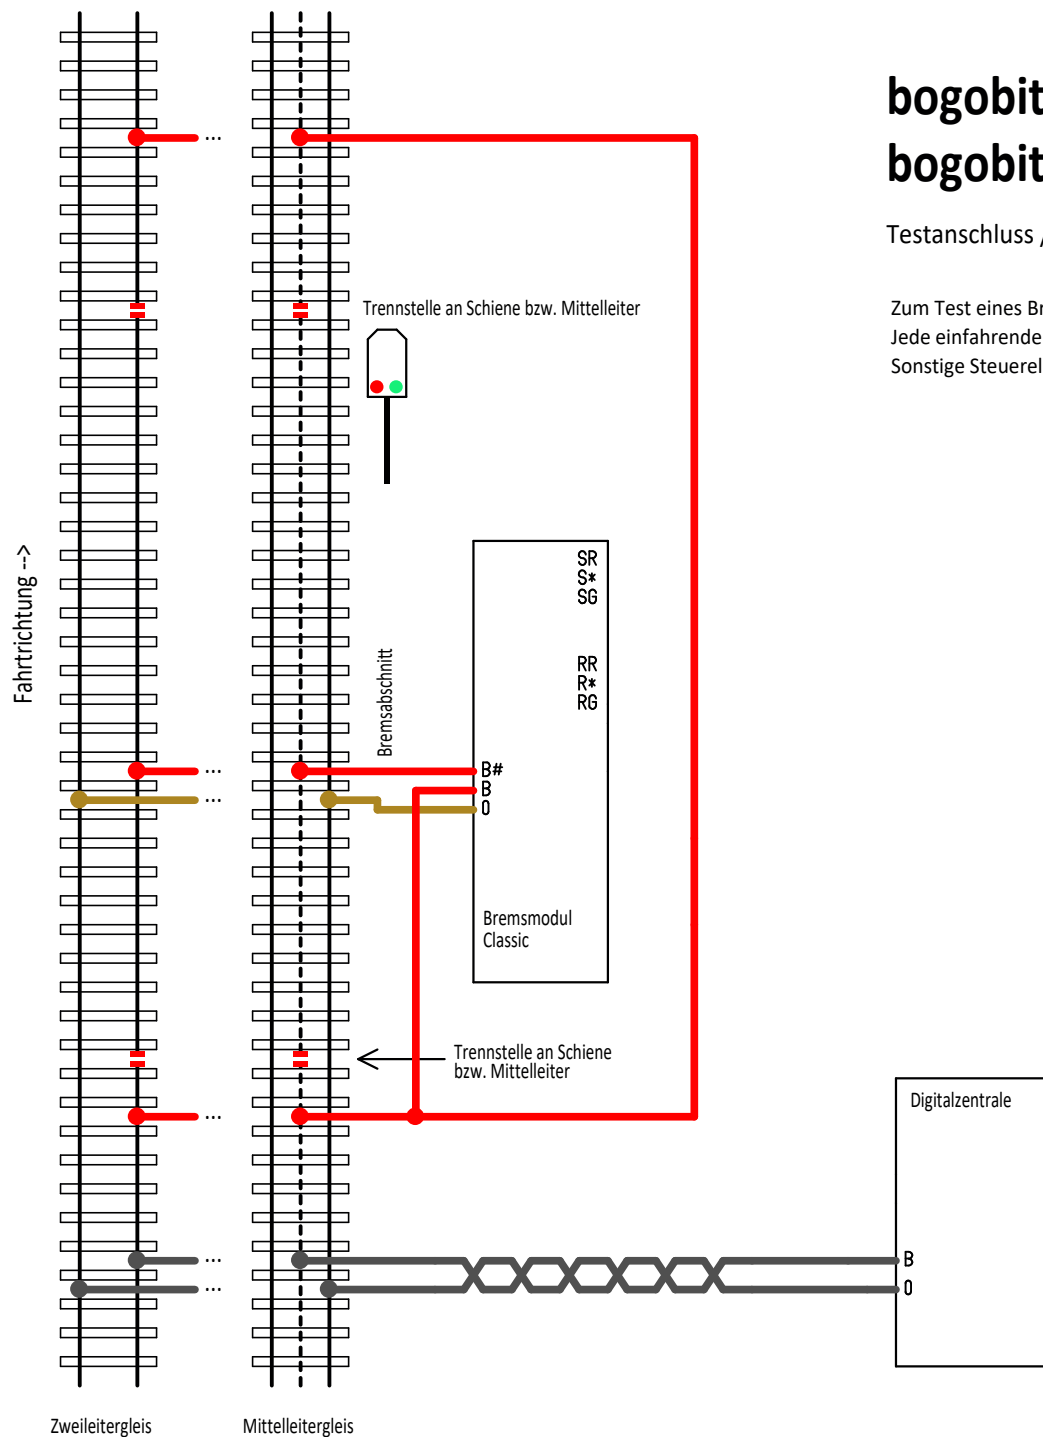 bogobit
bogobit
Testanschluss /
Zum Test eines Br
Jede einfahrende
Sonstige Steuerel
...
...
Trennstelle an Schiene bzw. Mittelleiter
Fahrtrichtung -->
Bremsabschnitt
SR
S*
SG
RR
R*
RG
...
B#
...
B
0
Bremsmodul
Classic
Trennstelle an Schiene
bzw. Mittelleiter
...
Digitalzentrale
...
B
...
0
Zweileitergleis
Mittelleitergleis